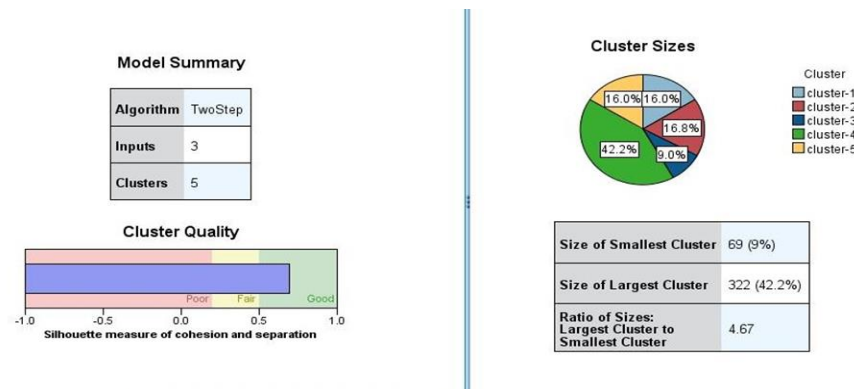 Model Summary
Algorithm TwoStep
Inputs 3
Clusters 5
Cluster Quality
Poor Fair Good
-1.0 -0.5 0.0 0.5 1.0
Silhouette measure of cohesion and separation
Cluster Sizes
16.0% 16.0%
16.8%
42.2%
9.0%
Cluster
cluster-1
cluster-2
cluster-3
cluster-4
cluster-5
Size of Smallest Cluster 69 (9%)
Size of Largest Cluster 322 (42.2%)
Ratio of Sizes:
Largest Cluster to
Smallest Cluster
4.67